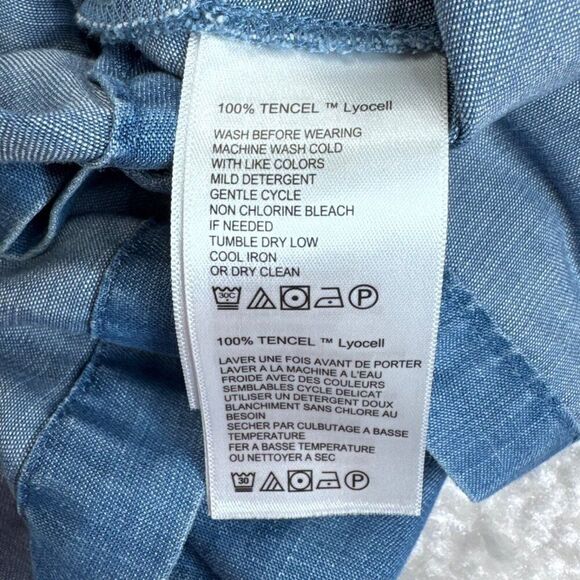 100% TENCEL ™ Lyocell
WASH BEFORE WEARING
MACHINE WASH COLD
WITH LIKE COLORS
MILD DETERGENT
GENTLE CYCLE
NON CHLORINE BLEACH
IF NEEDED
TUMBLE DRY LOW
COOL IRON
OR DRY CLEAN
30C P
100% TENCEL ™ Lyocell
LAVER UNE FOIS AVANT DE PORTER
LAVER A LA MACHINE A L'EAU
FROIDE AVEC DES COULEURS
SEMBLABLES CYCLE DELICAT
UTILISER UN DETERGENT DOUX
BLANCHIMENT SANS CHLORE AU
BESOIN
SECHER PAR CULBUTAGE A BASSE
TEMPERATURE
FER A BASSE TEMPERATURE
OU NETTOYER A SEC
30 P